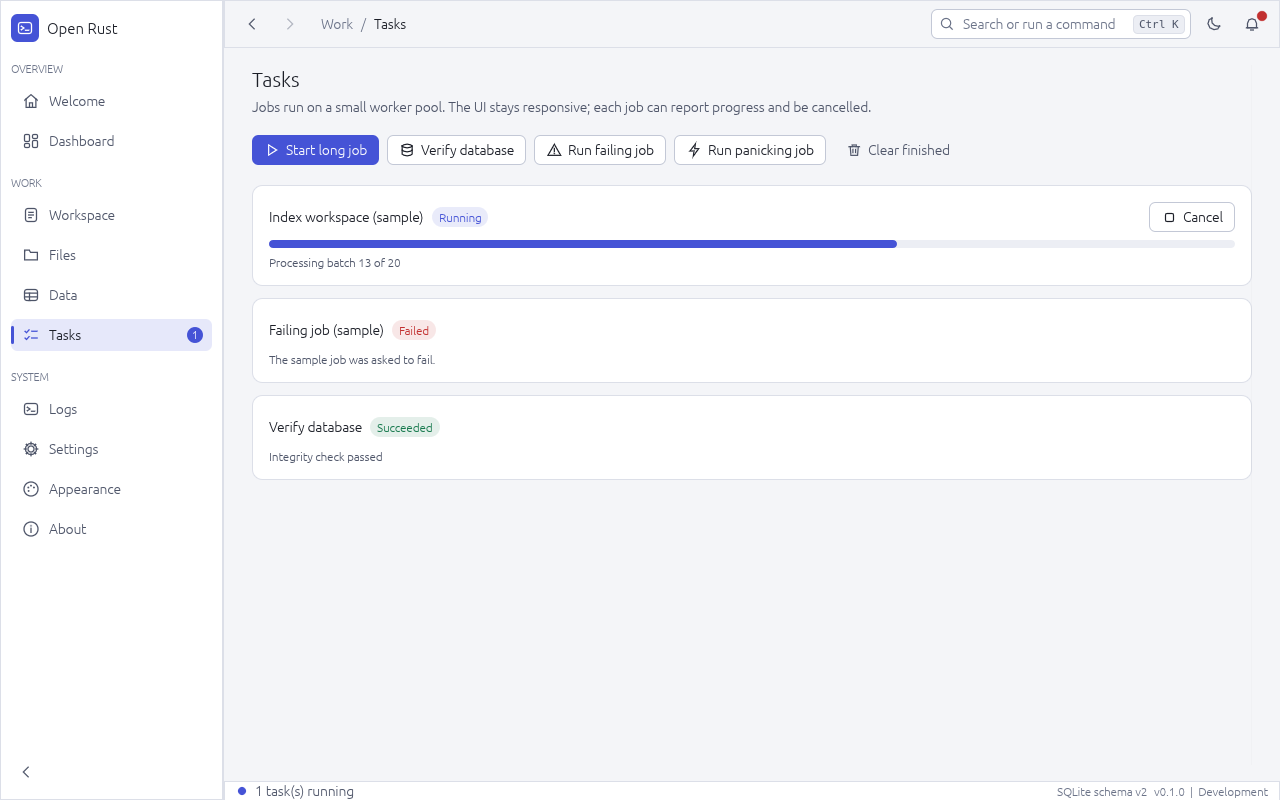 Open Rust
OVERVIEW
Welcome
Dashboard
WORK
Workspace
Files
Data
Tasks 1
SYSTEM
Logs
Settings
Appearance
About
Work / Tasks
Search or run a command Ctrl K
Tasks
Jobs run on a small worker pool. The UI stays responsive; each job can report progress and be cancelled.
Start long job Verify database Run failing job Run panicking job Clear finished
Index workspace (sample) Running Cancel
Processing batch 13 of 20
Failing job (sample) Failed
The sample job was asked to fail.
Verify database Succeeded
Integrity check passed
1 task(s) running
SQLite schema v2 v0.1.0 | Development